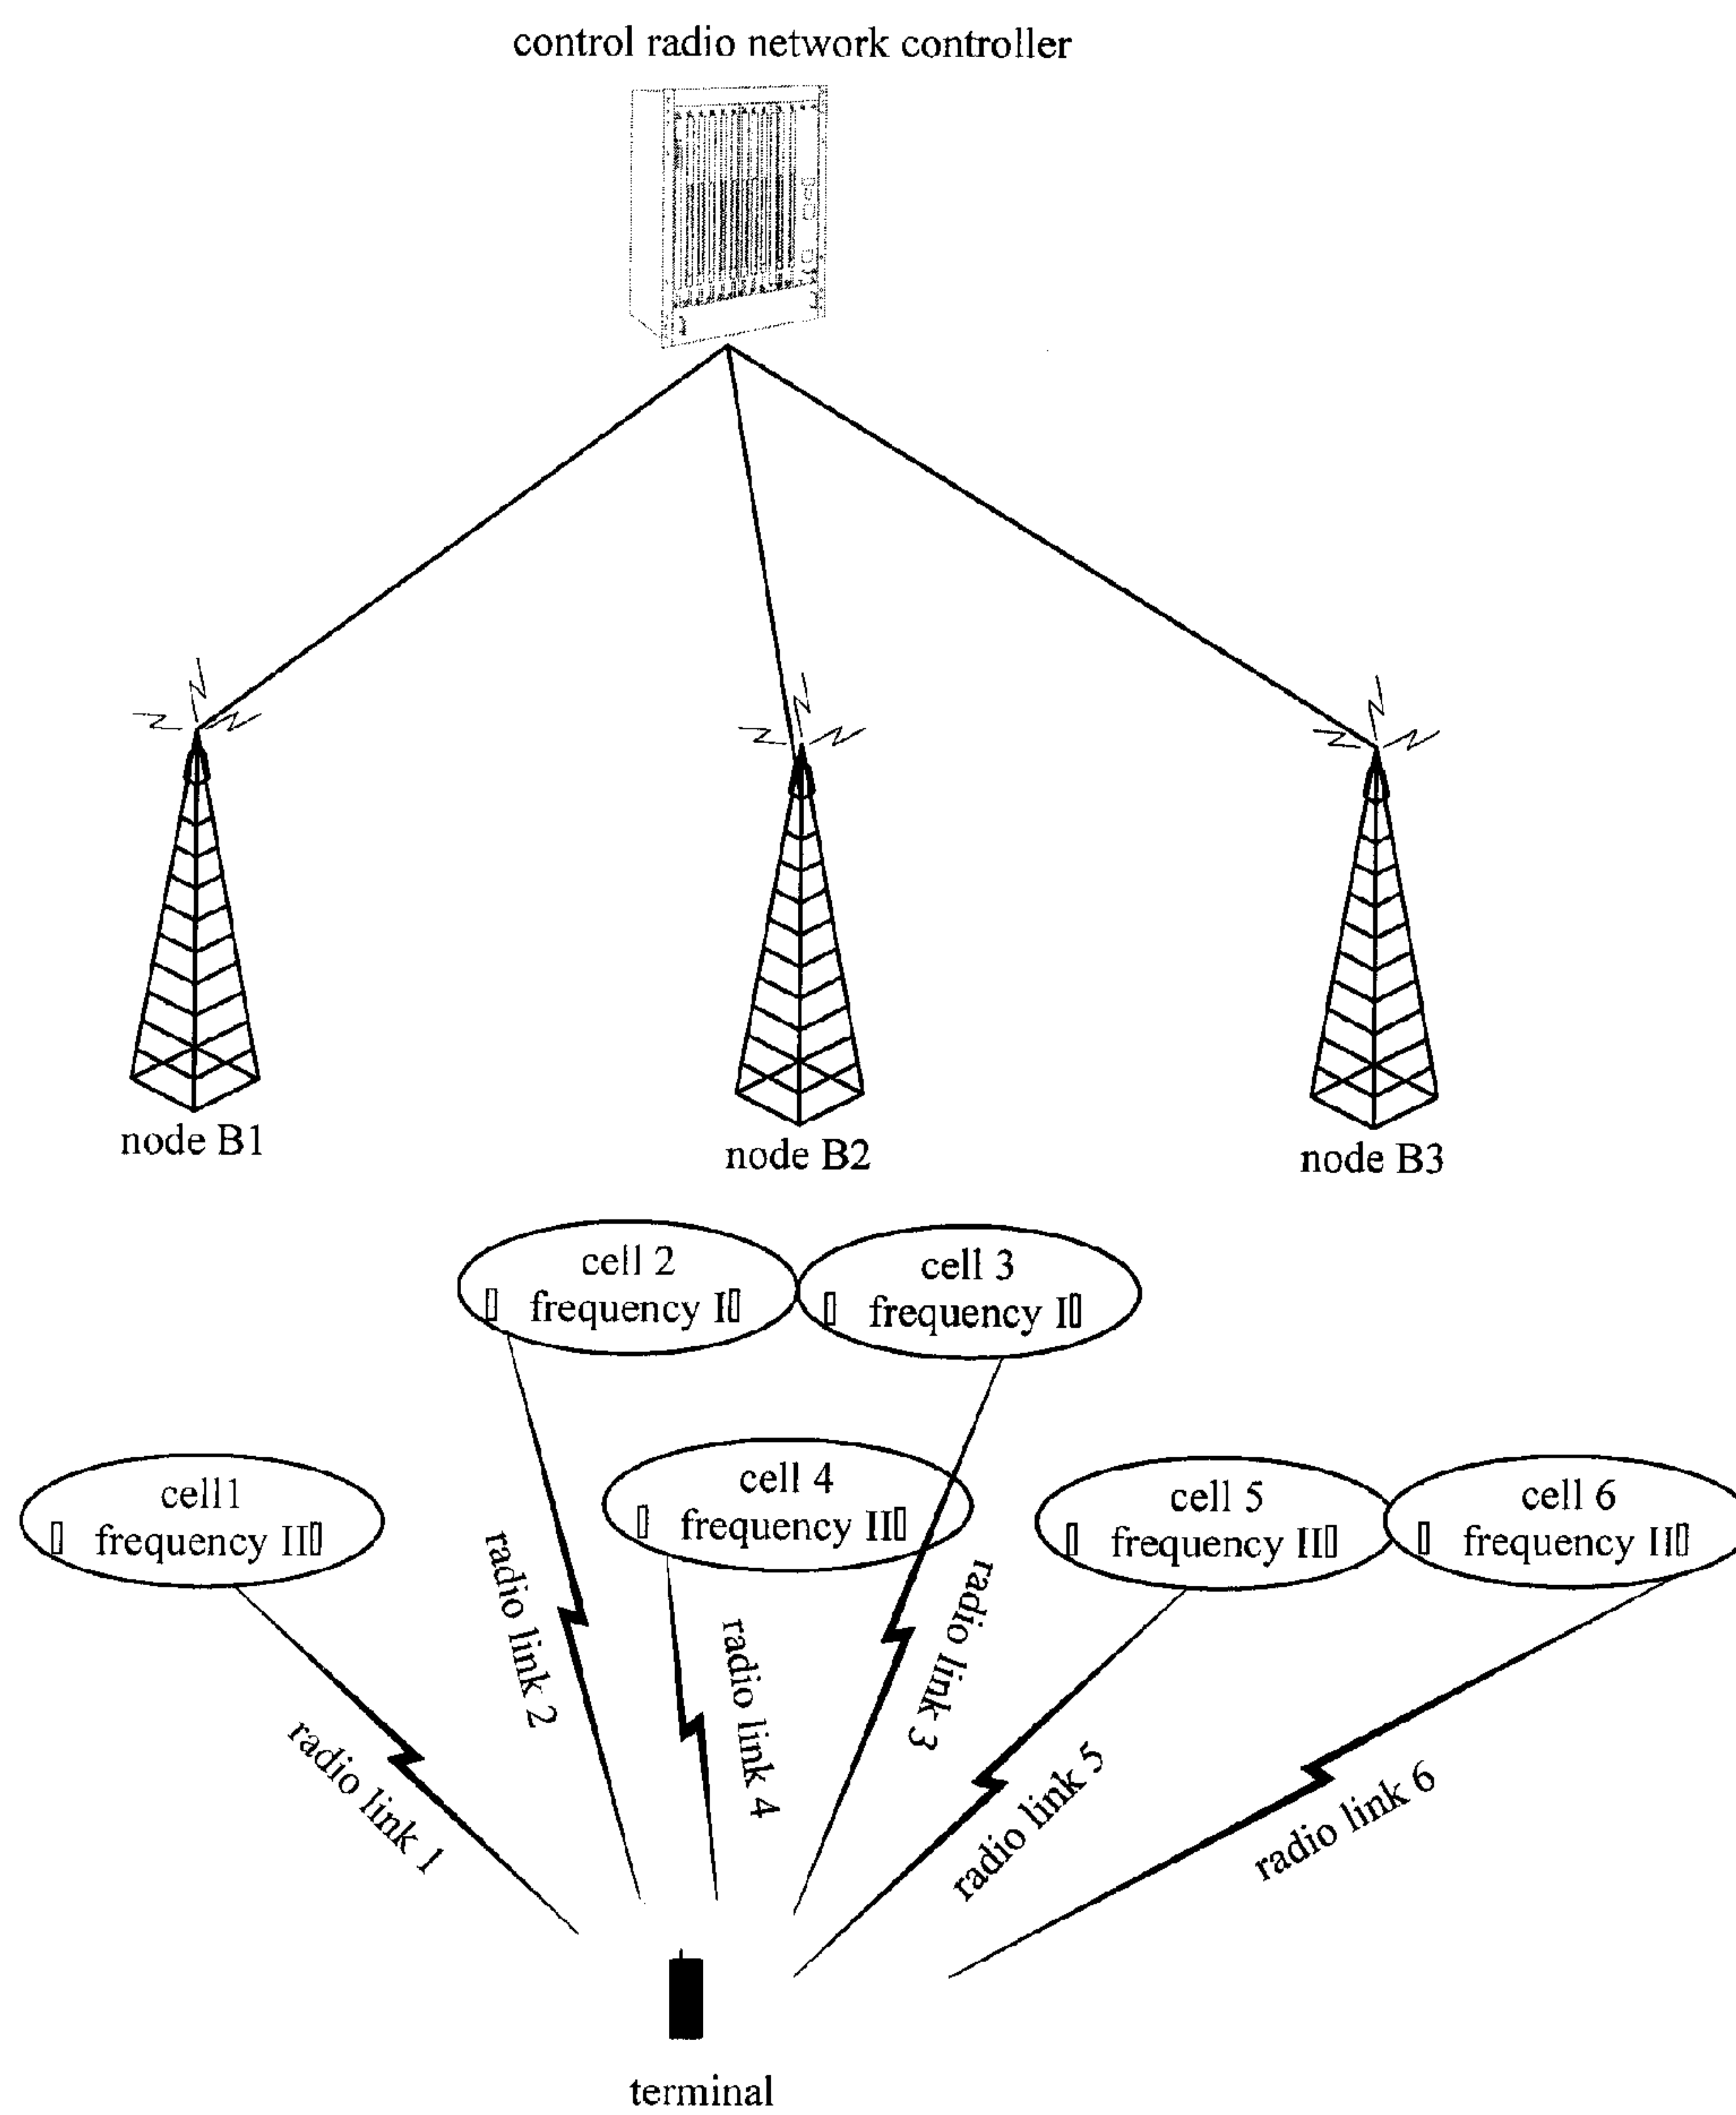 control radio network controller
node B1
node B2
node B3
cell 2
frequency I
cell 3
frequency I
cell1
frequency II
cell 4
frequency II
cell 5
frequency II
cell 6
frequency II
radio link 1
radio link 2
radio link 4
radio link 3
radio link 5
radio link 6
terminal